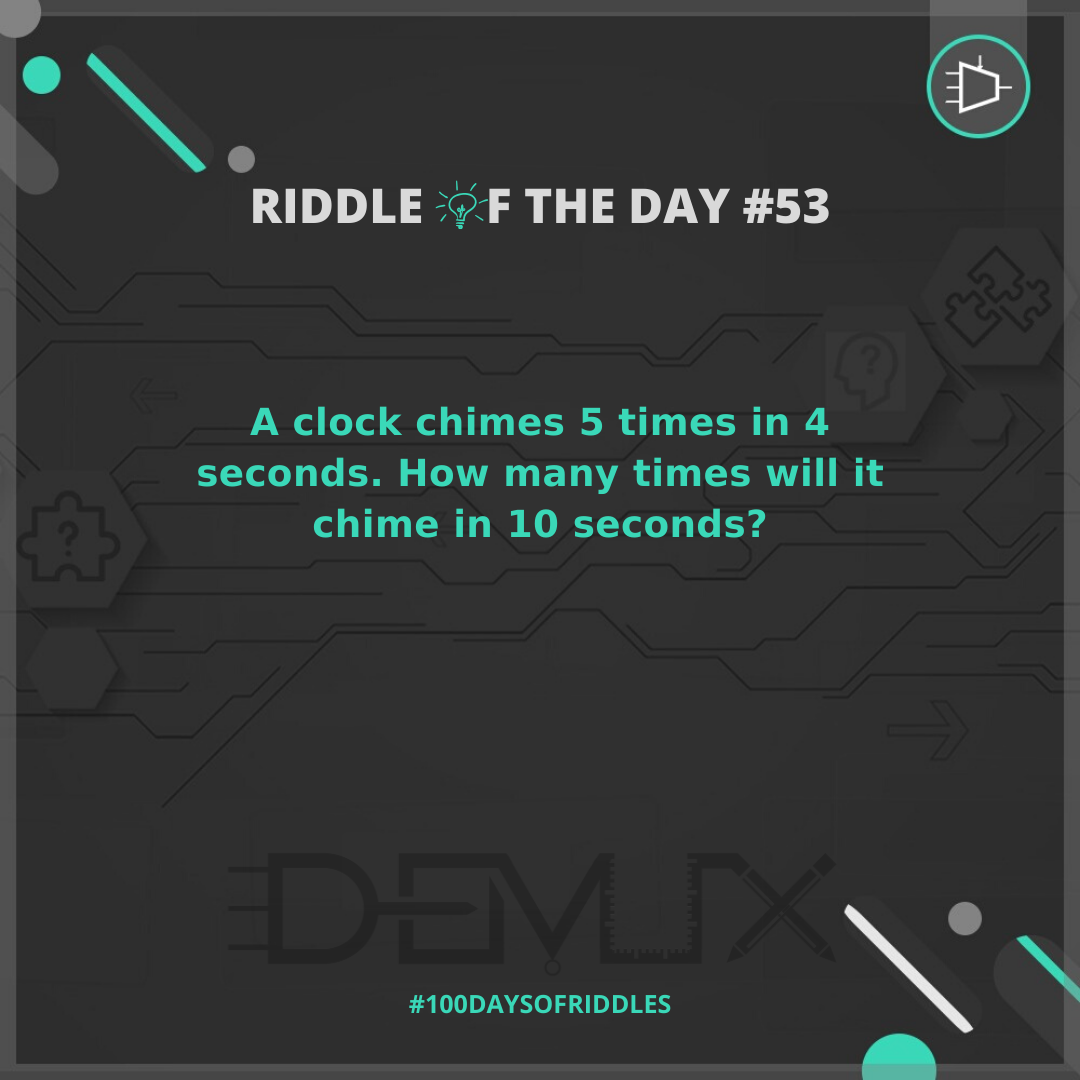 RIDDLE OF THE DAY #53
A clock chimes 5 times in 4
seconds. How many times will it
chime in 10 seconds?
DEMUX
#100DAYSOFRIDDLES